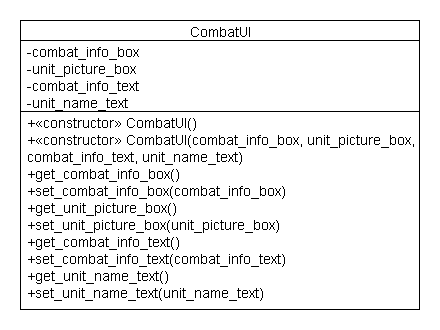 CombatUI
-combat_info_box
-unit_picture_box
-combat_info_text
-unit_name_text
+«constructor» CombatUI()
+«constructor» CombatUI(combat_info_box, unit_picture_box,
combat_info_text, unit_name_text)
+get_combat_info_box()
+set_combat_info_box(combat_info_box)
+get_unit_picture_box()
+set_unit_picture_box(unit_picture_box)
+get_combat_info_text()
+set_combat_info_text(combat_info_text)
+get_unit_name_text()
+set_unit_name_text(unit_name_text)